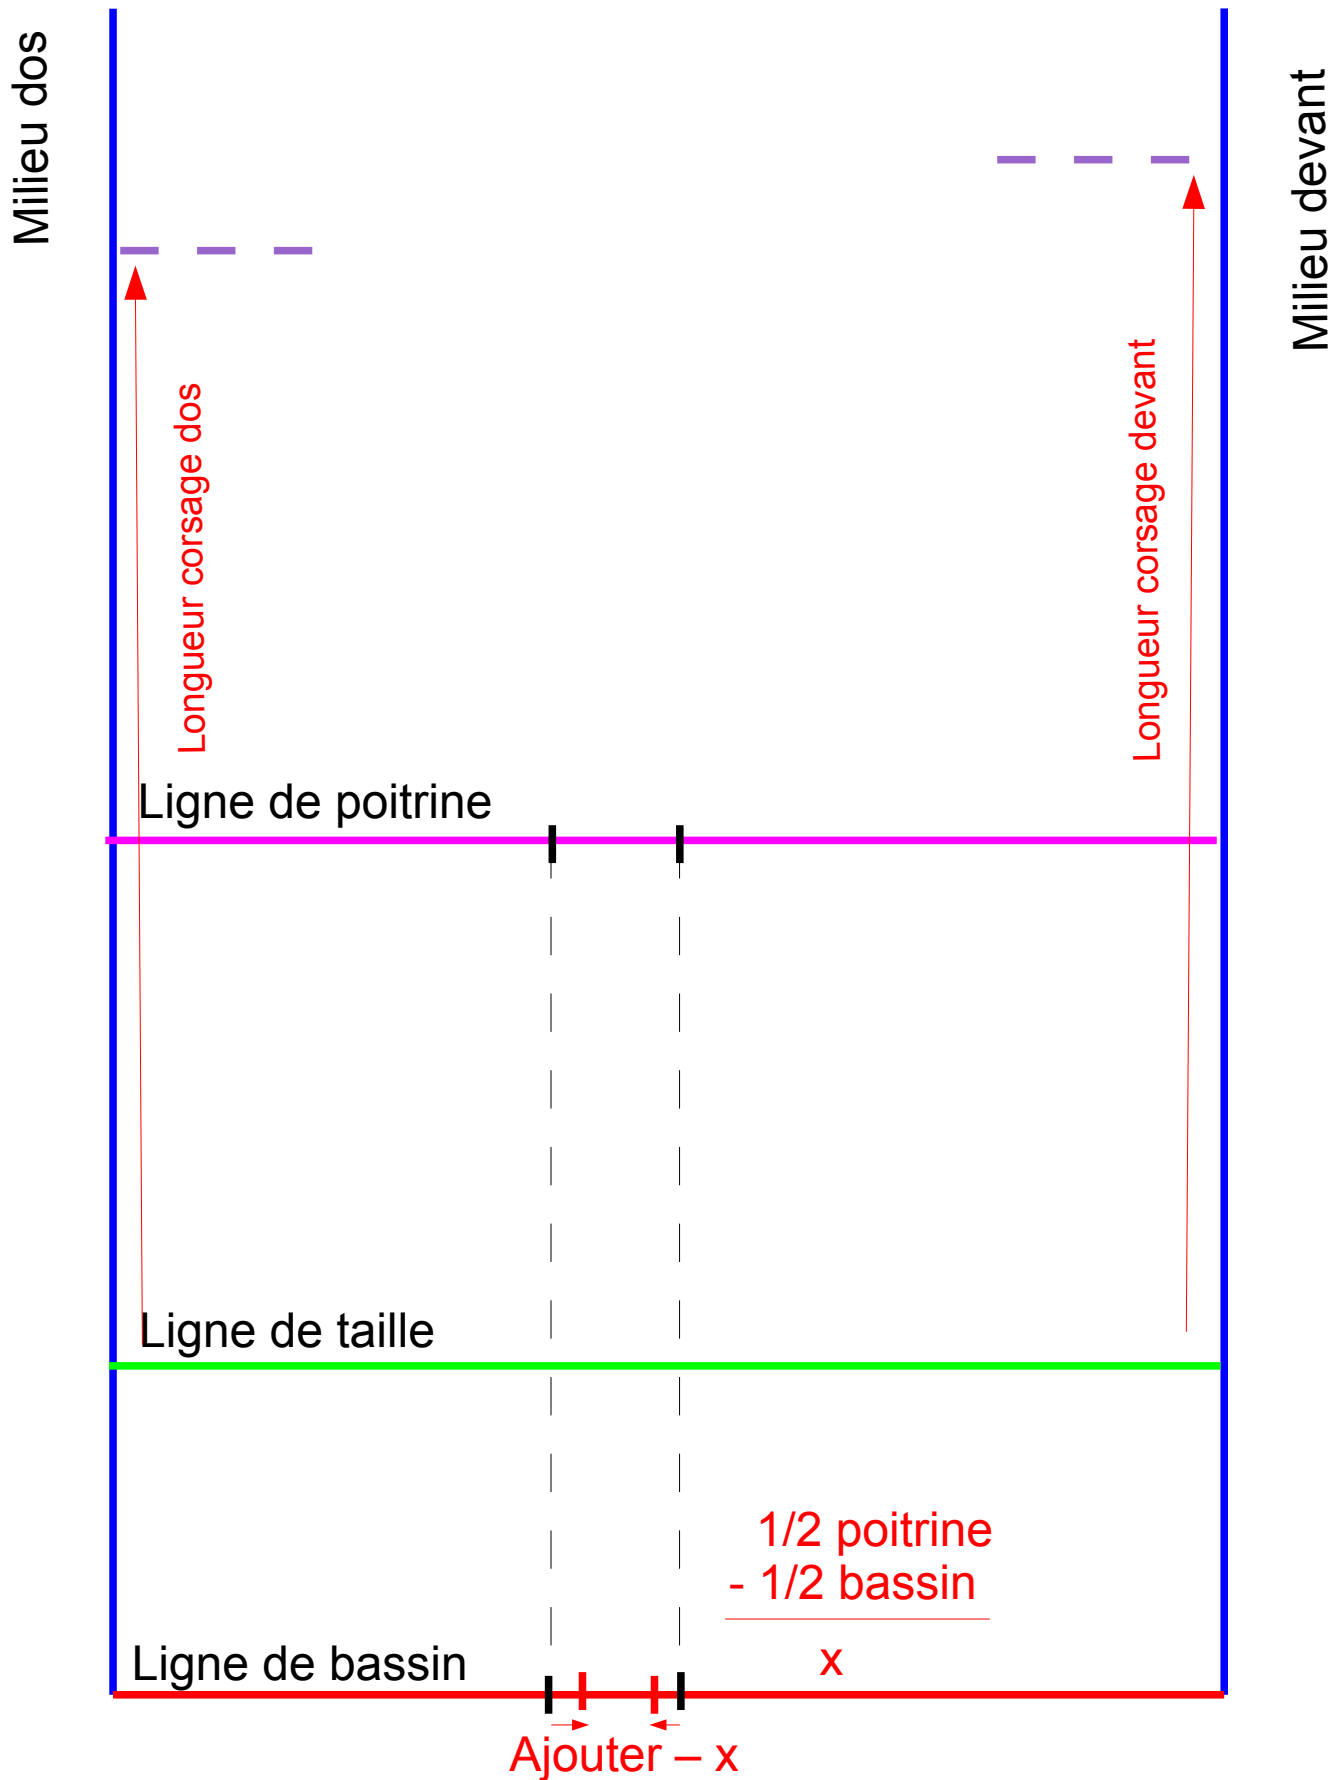 Milieu dos
Milieu devant
Longueur corsage dos
Longueur corsage devant
Ligne de poitrine
Ligne de taille
1/2 poitrine
- 1/2 bassin
x
Ligne de bassin
Ajouter – x